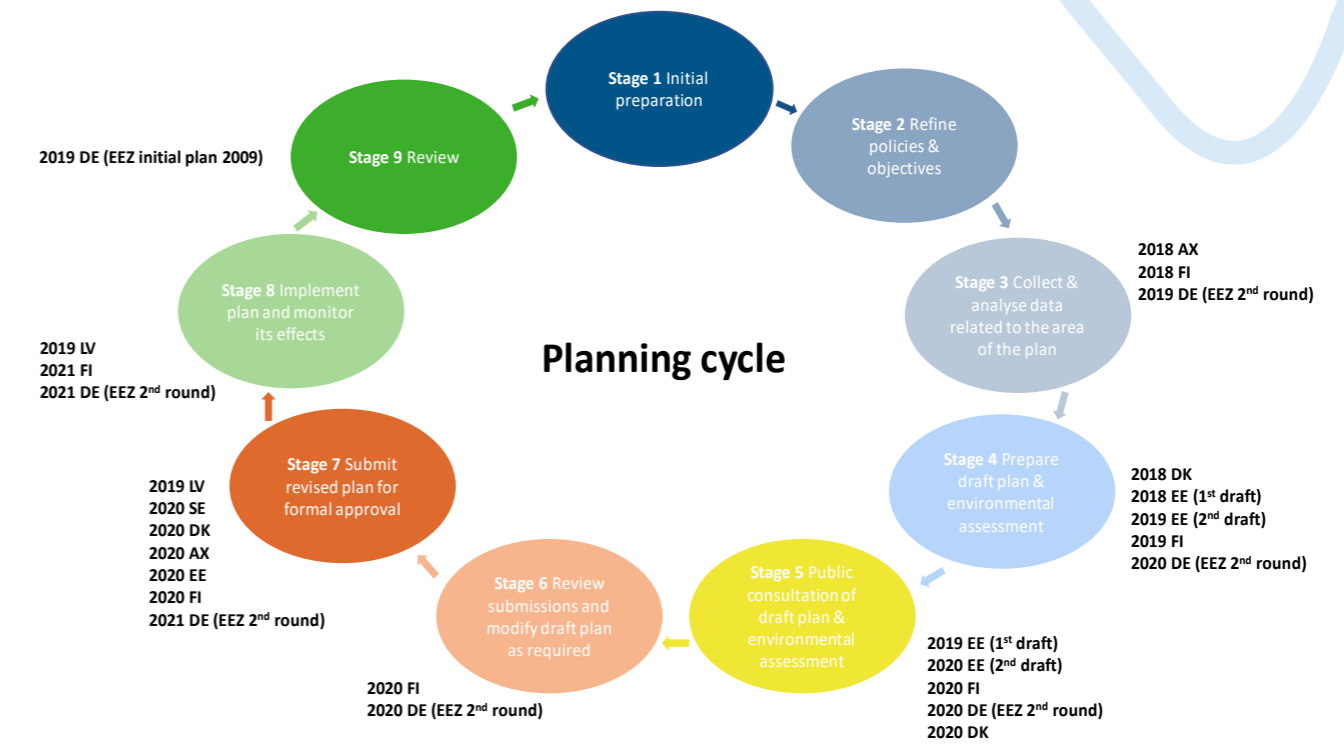 Stage 1 Initial
preparation
Stage 2 Refine
policies &
objectives
2018 AX
2018 FI
2019 DE (EEZ 2nd round)
Stage 3 Collect &
analyse data
related to the area
of the plan
Stage 4 Prepare
draft plan &
environmental
assessment
2018 DK
2018 EE (1st draft)
2019 EE (2nd draft)
2019 FI
2020 DE (EEZ 2nd round)
Stage 5 Public
consultation of
draft plan &
environmental
assessment
2019 EE (1st draft)
2020 EE (2nd draft)
2020 FI
2020 DE (EEZ 2nd round)
2020 DK
Stage 6 Review
submissions and
modify draft plan
as required
2020 FI
2020 DE (EEZ 2nd round)
Stage 7 Submit
revised plan for
formal approval
2019 LV
2020 SE
2020 DK
2020 AX
2020 EE
2020 FI
2021 DE (EEZ 2nd round)
Stage 8 Implement
plan and monitor
its effects
2019 LV
2021 FI
2021 DE (EEZ 2nd round)
Stage 9 Review
2019 DE (EEZ initial plan 2009)
Planning cycle